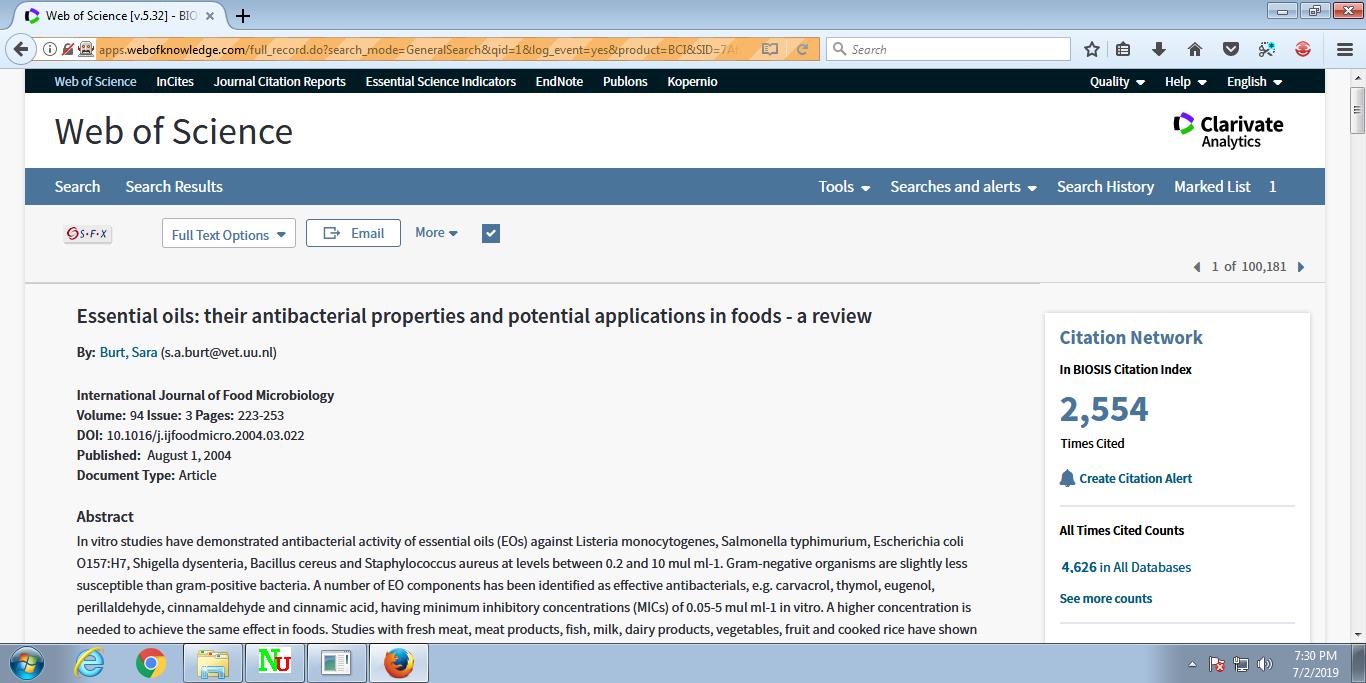 Web of Science [v.5.32] - BIO
apps.webofknowledge.com/full_record.do?search_mode=GeneralSearch&qid=1&log_event=yes&product=BCI&SID=7A
Search
Web of Science InCites Journal Citation Reports Essential Science Indicators EndNote Publons Kopernio Quality Help English
Web of Science
Clarivate
Analytics
Search Search Results Tools Searches and alerts Search History Marked List 1
S·F·X Full Text Options Email More
1 of 100,181
Essential oils: their antibacterial properties and potential applications in foods - a review
By: Burt, Sara (s.a.burt@vet.uu.nl)
International Journal of Food Microbiology
Volume: 94 Issue: 3 Pages: 223-253
DOI: 10.1016/j.ijfoodmicro.2004.03.022
Published: August 1, 2004
Document Type: Article
Abstract
In vitro studies have demonstrated antibacterial activity of essential oils (EOs) against Listeria monocytogenes, Salmonella typhimurium, Escherichia coli
O157:H7, Shigella dysenteria, Bacillus cereus and Staphylococcus aureus at levels between 0.2 and 10 mul ml-1. Gram-negative organisms are slightly less
susceptible than gram-positive bacteria. A number of EO components has been identified as effective antibacterials, e.g. carvacrol, thymol, eugenol,
perillaldehyde, cinnamaldehyde and cinnamic acid, having minimum inhibitory concentrations (MICs) of 0.05-5 mul ml-1 in vitro. A higher concentration is
needed to achieve the same effect in foods. Studies with fresh meat, meat products, fish, milk, dairy products, vegetables, fruit and cooked rice have shown
Citation Network
In BIOSIS Citation Index
2,554
Times Cited
Create Citation Alert
All Times Cited Counts
4,626 in All Databases
See more counts
NU
7:30 PM
7/2/2019